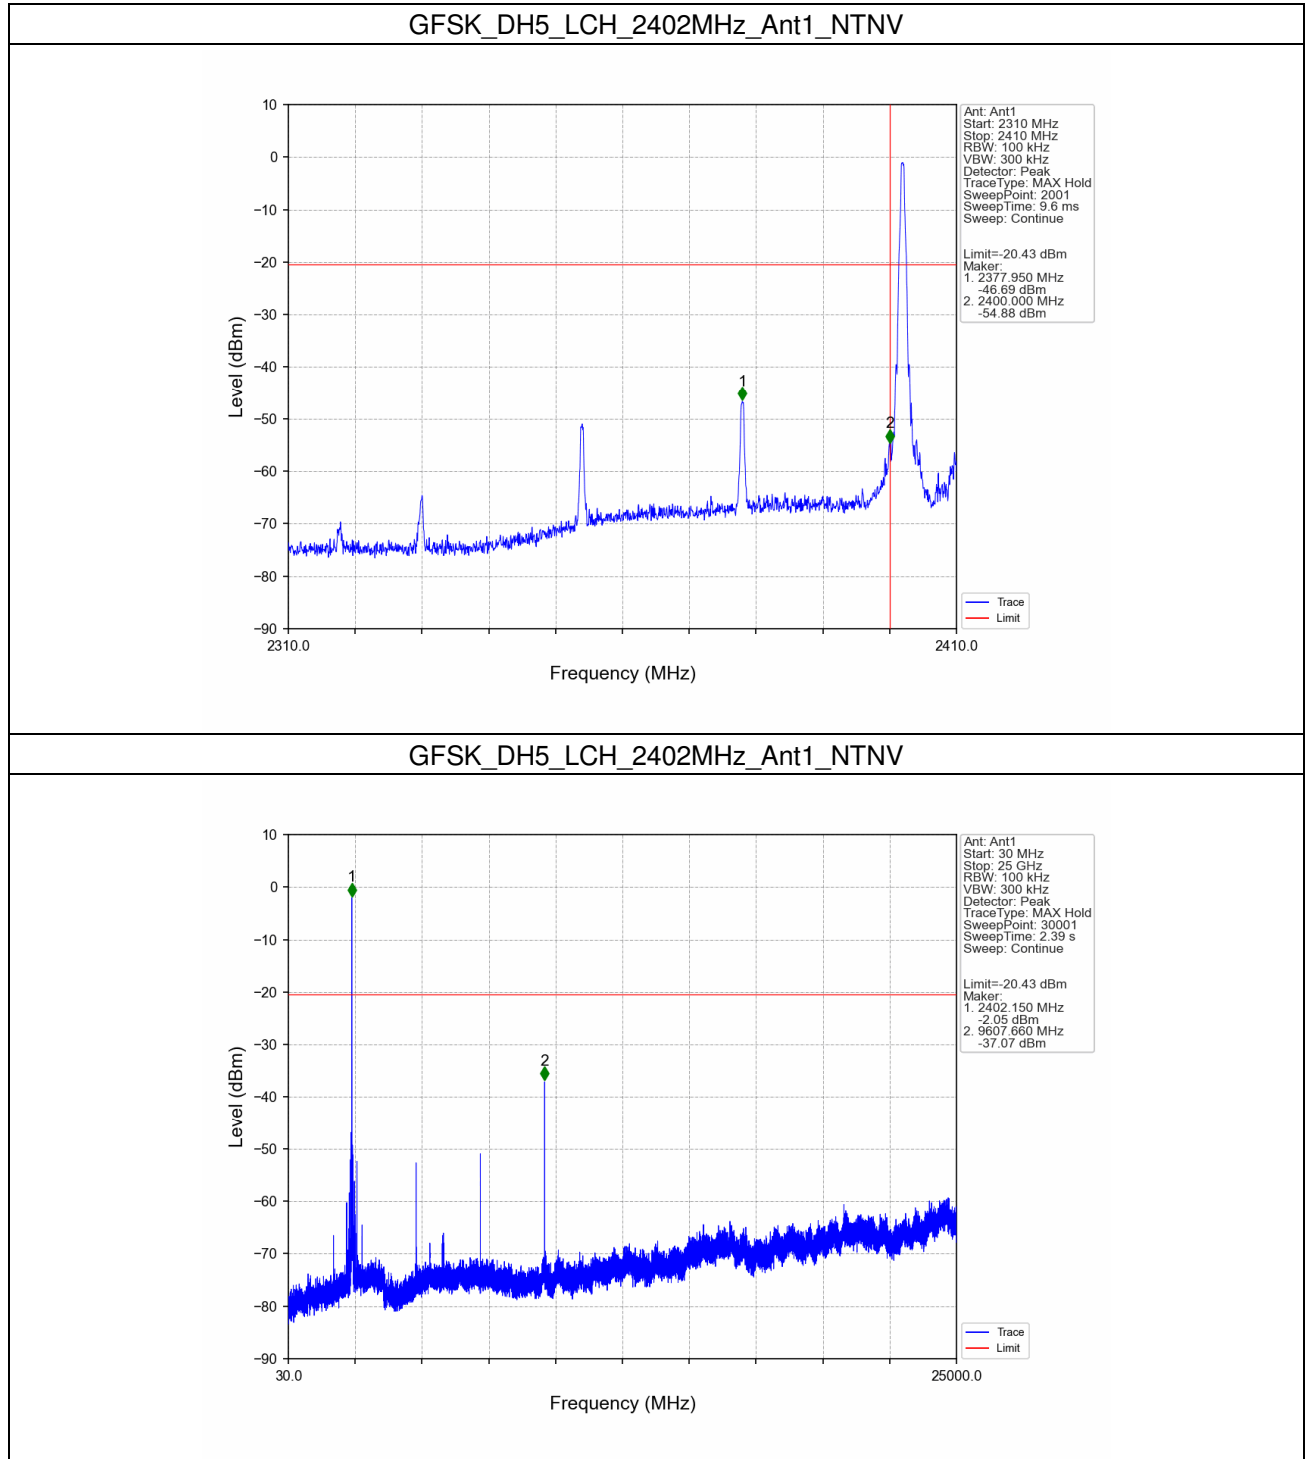 GFSK_DH5_LCH_2402MHz_Ant1_NTNV
10
0
−10
−20
−30
−40
−50
−60
−70
−80
−90
Level (dBm)
2310.0
2410.0
Frequency (MHz)
1
2
Ant: Ant1
Start: 2310 MHz
Stop: 2410 MHz
RBW: 100 kHz
VBW: 300 kHz
Detector: Peak
TraceType: MAX Hold
SweepPoint: 2001
SweepTime: 9.6 ms
Sweep: Continue
Limit=-20.43 dBm
Maker:
1. 2377.950 MHz
-46.69 dBm
2. 2400.000 MHz
-54.88 dBm
Trace
Limit
GFSK_DH5_LCH_2402MHz_Ant1_NTNV
10
0
−10
−20
−30
−40
−50
−60
−70
−80
−90
Level (dBm)
30.0
25000.0
Frequency (MHz)
1
2
Ant: Ant1
Start: 30 MHz
Stop: 25 GHz
RBW: 100 kHz
VBW: 300 kHz
Detector: Peak
TraceType: MAX Hold
SweepPoint: 30001
SweepTime: 2.39 s
Sweep: Continue
Limit=-20.43 dBm
Maker:
1. 2402.150 MHz
-2.05 dBm
2. 9607.660 MHz
-37.07 dBm
Trace
Limit